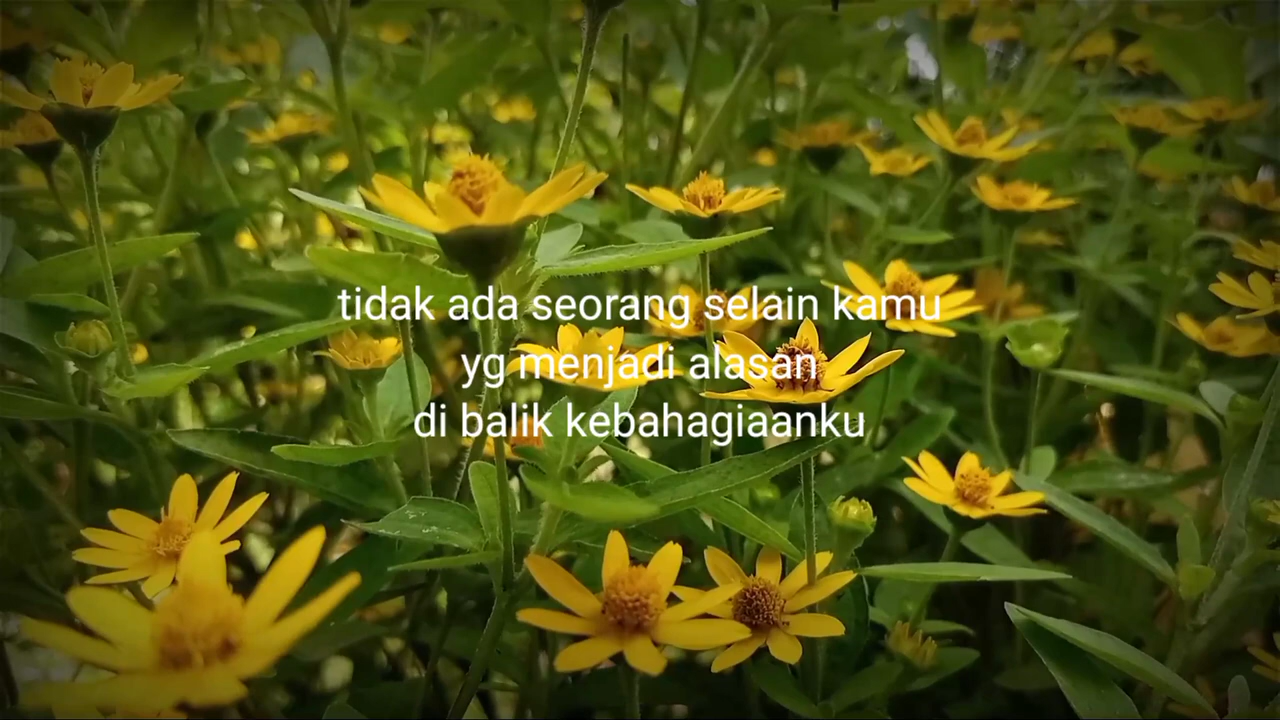 tidak ada seorang selain kamu
yg menjadi alasan
di balik kebahagiaanku